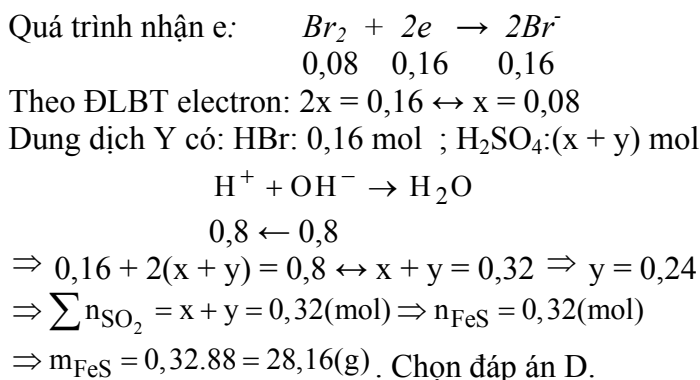 Quá trình nhận e: Br₂ + 2e → 2Br⁻
0,08 0,16 0,16
Theo ĐLBT electron: 2x = 0,16 ↔ x = 0,08
Dung dịch Y có: HBr: 0,16 mol ; H₂SO₄:(x + y) mol
H⁺ + OH⁻ → H₂O
0,8 ← 0,8
⇒ 0,16 + 2(x + y) = 0,8 ↔ x + y = 0,32 ⇒ y = 0,24
⇒ ∑n_SO₂ = x + y = 0,32(mol) ⇒ n_FeS = 0,32(mol)
⇒ m_FeS = 0,32.88 = 28,16(g) . Chọn đáp án D.